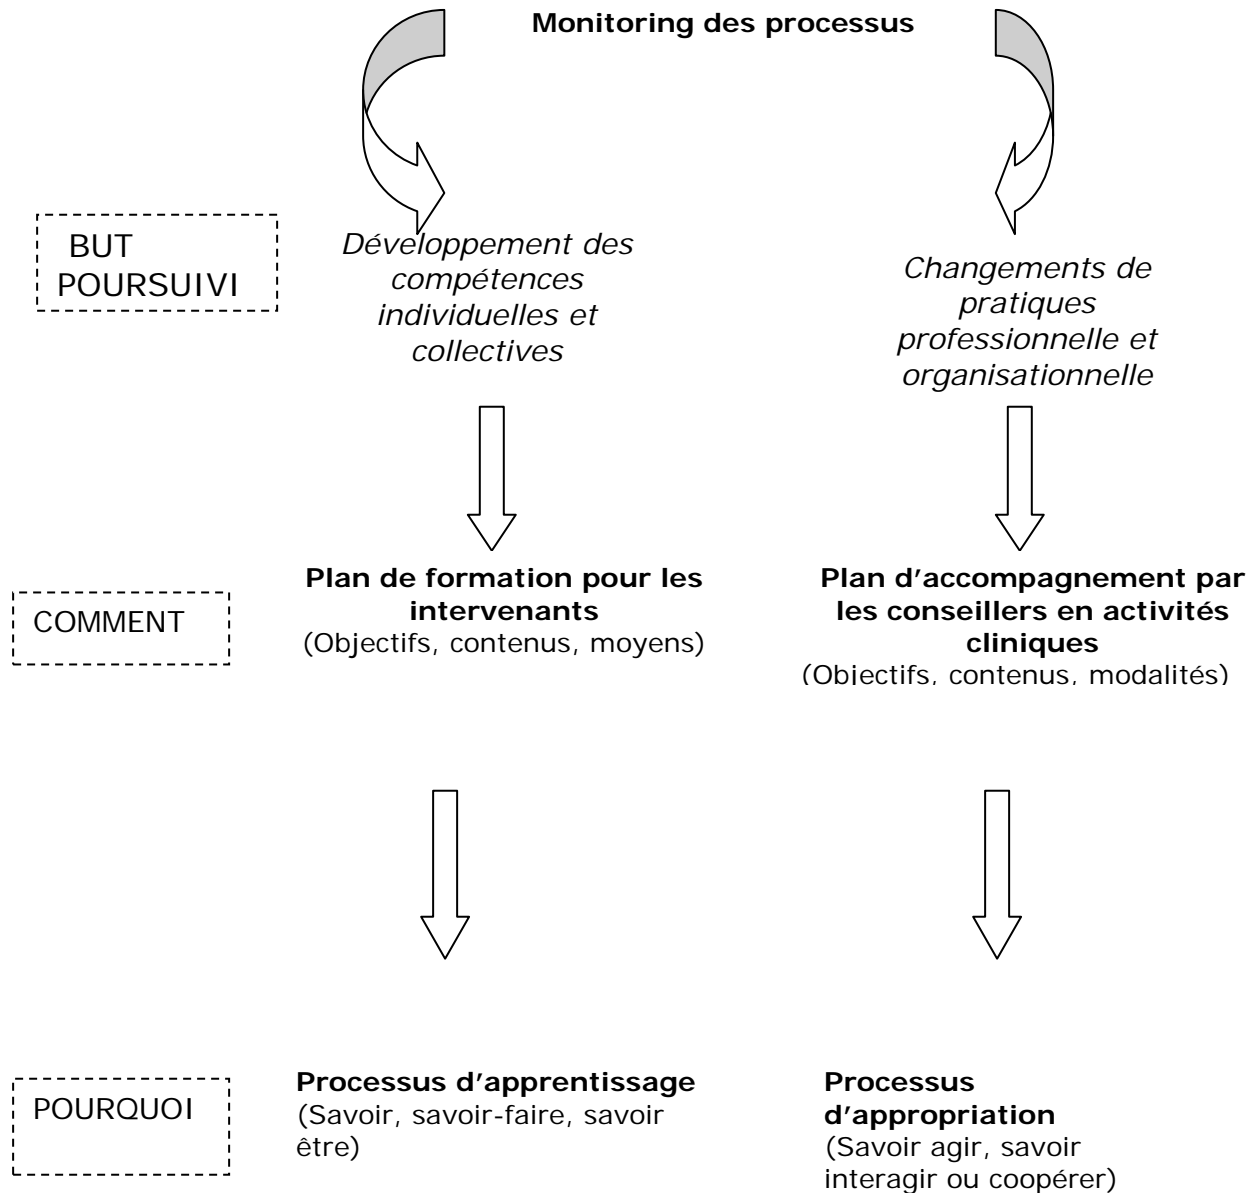 Monitoring des processus
BUT
POURSUIVI
Développement des
compétences
individuelles et
collectives
Changements de
pratiques
professionnelle et
organisationnelle
COMMENT
Plan de formation pour les
intervenants
(Objectifs, contenus, moyens)
Plan d’accompagnement par
les conseillers en activités
cliniques
(Objectifs, contenus, modalités)
POURQUOI
Processus d’apprentissage
(Savoir, savoir-faire, savoir
être)
Processus
d’appropriation
(Savoir agir, savoir
interagir ou coopérer)